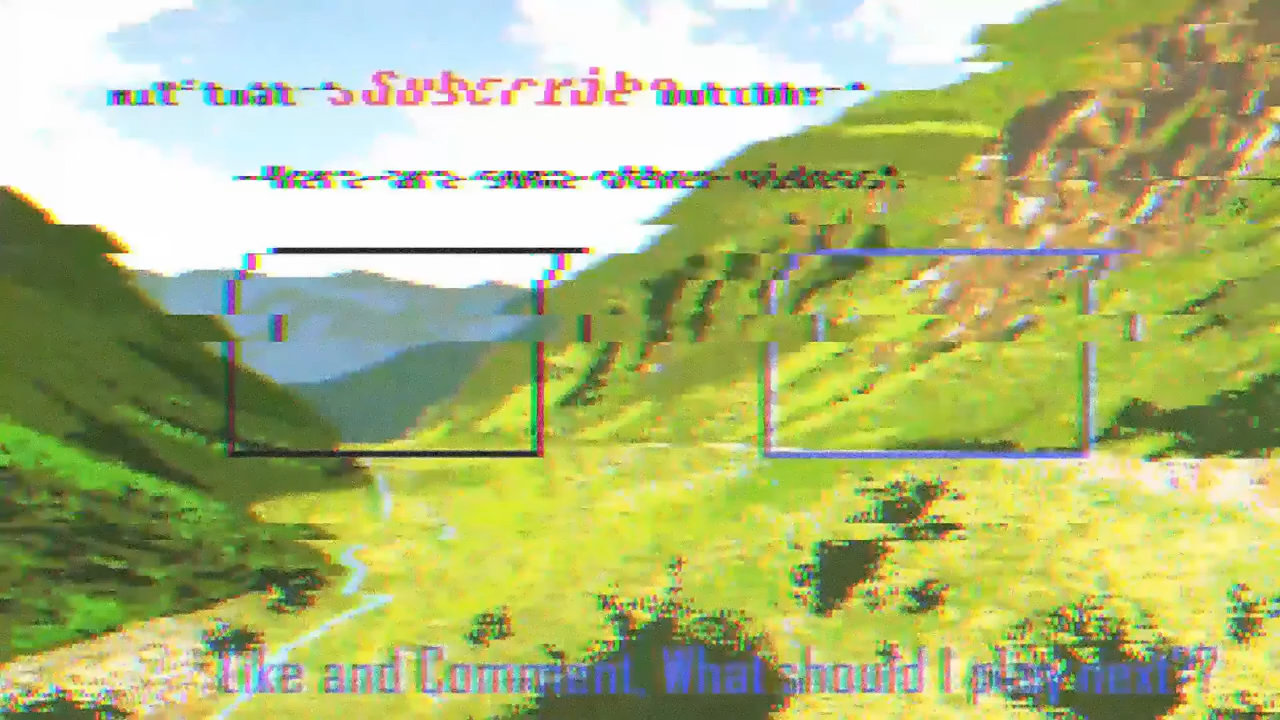 Subscribe
Here are some other videos
Like and Comment, What should I play next??